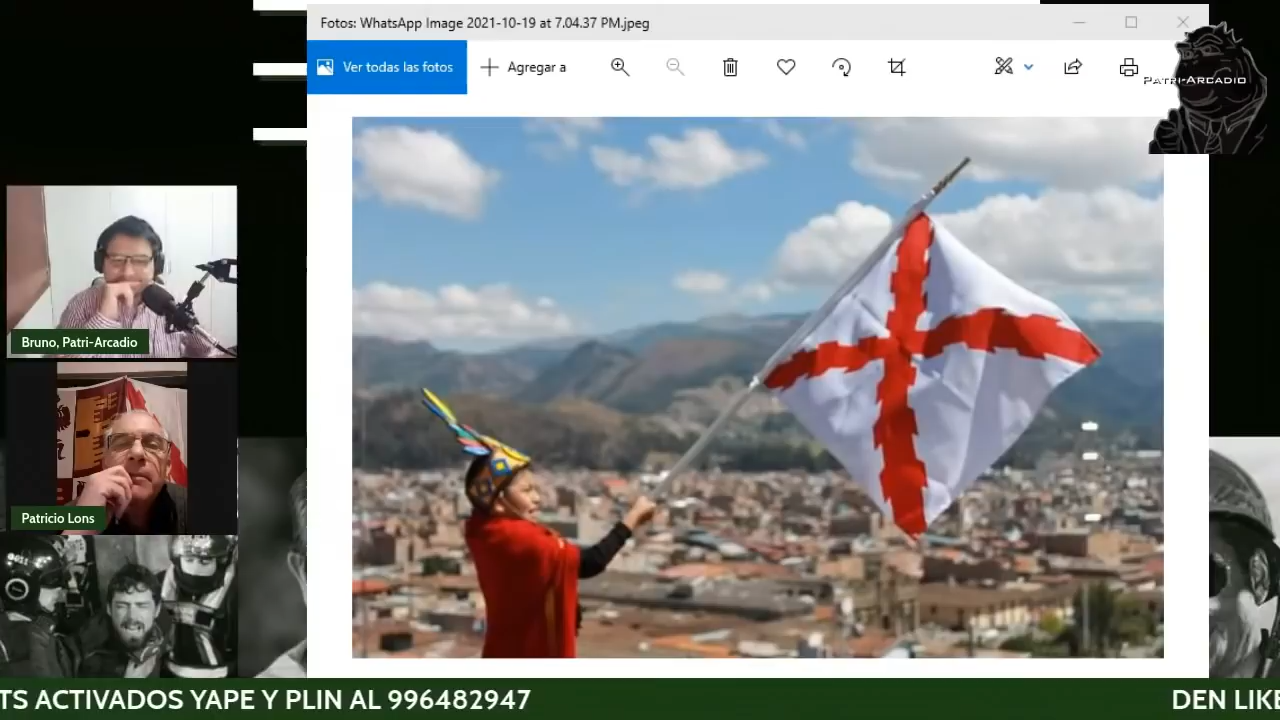 Fotos: WhatsApp Image 2021-10-19 at 7.04.37 PM.jpeg
Ver todas las fotos
Agregar a
PATRI-ARCADIO
Bruno, Patri-Arcadio
Patricio Lons
TS ACTIVADOS YAPE Y PLIN AL 996482947
DEN LIKE